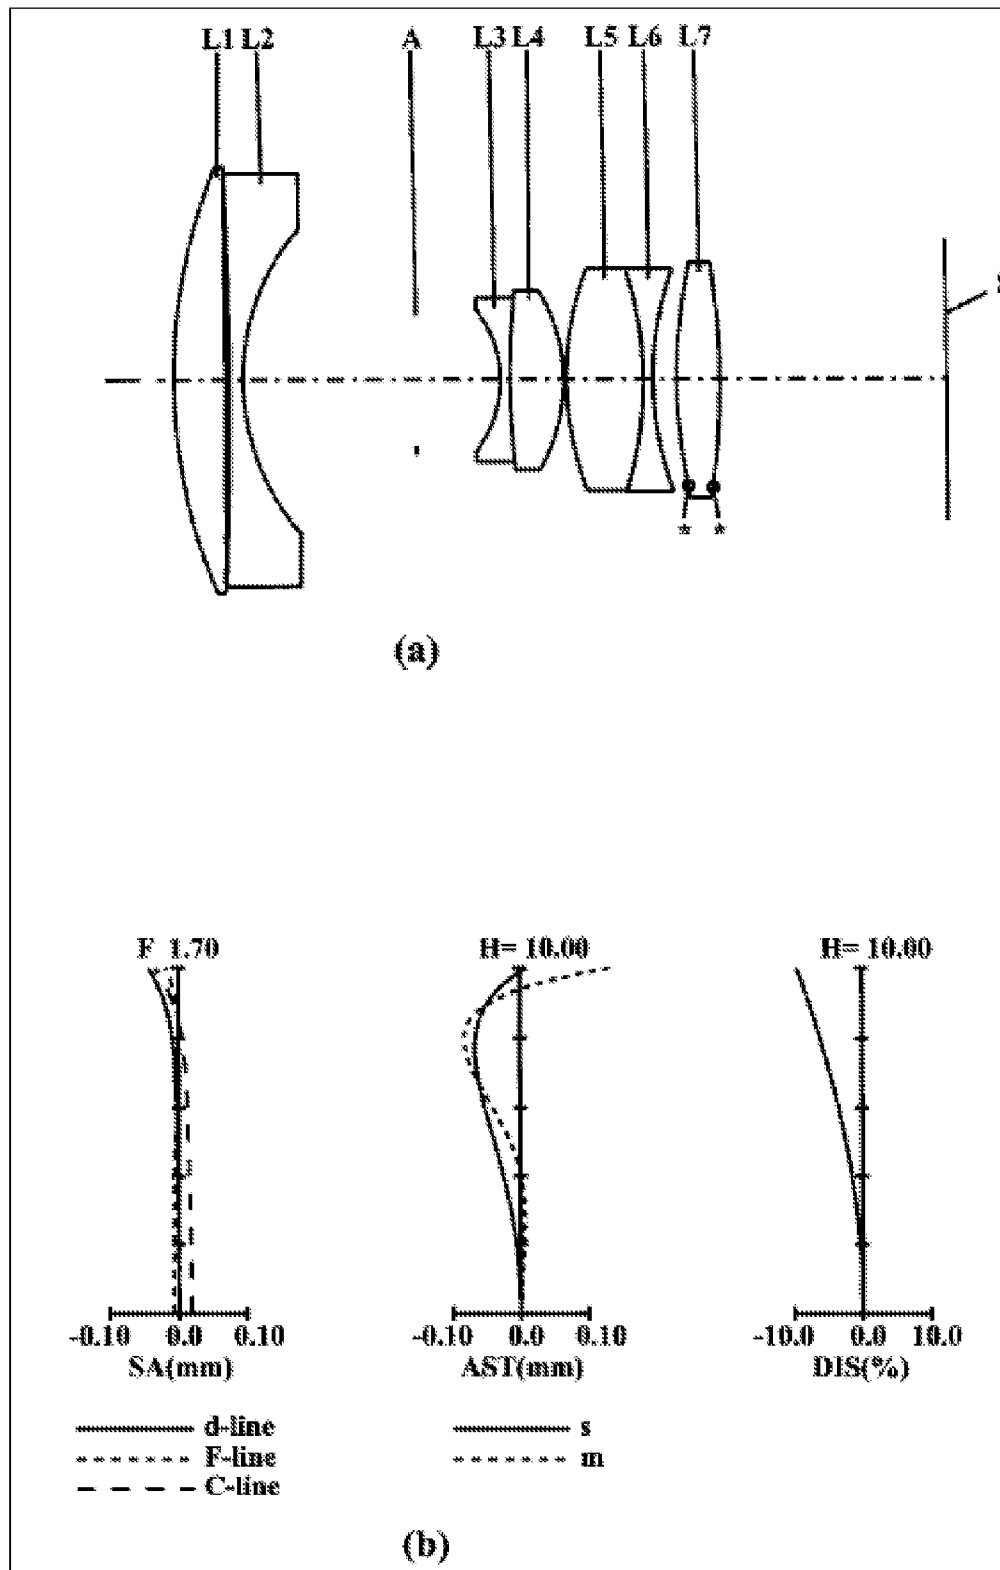 L1 L2 A L3 L4 L5 L6 L7
* *
(a)
F 1.70 H= 10.00 H= 10.00
-0.10 0.0 0.10 -0.10 0.0 0.10 -10.0 0.0 10.0
SA(mm) AST(mm) DIS(%)
d-line s
F-line m
C-line
(b)